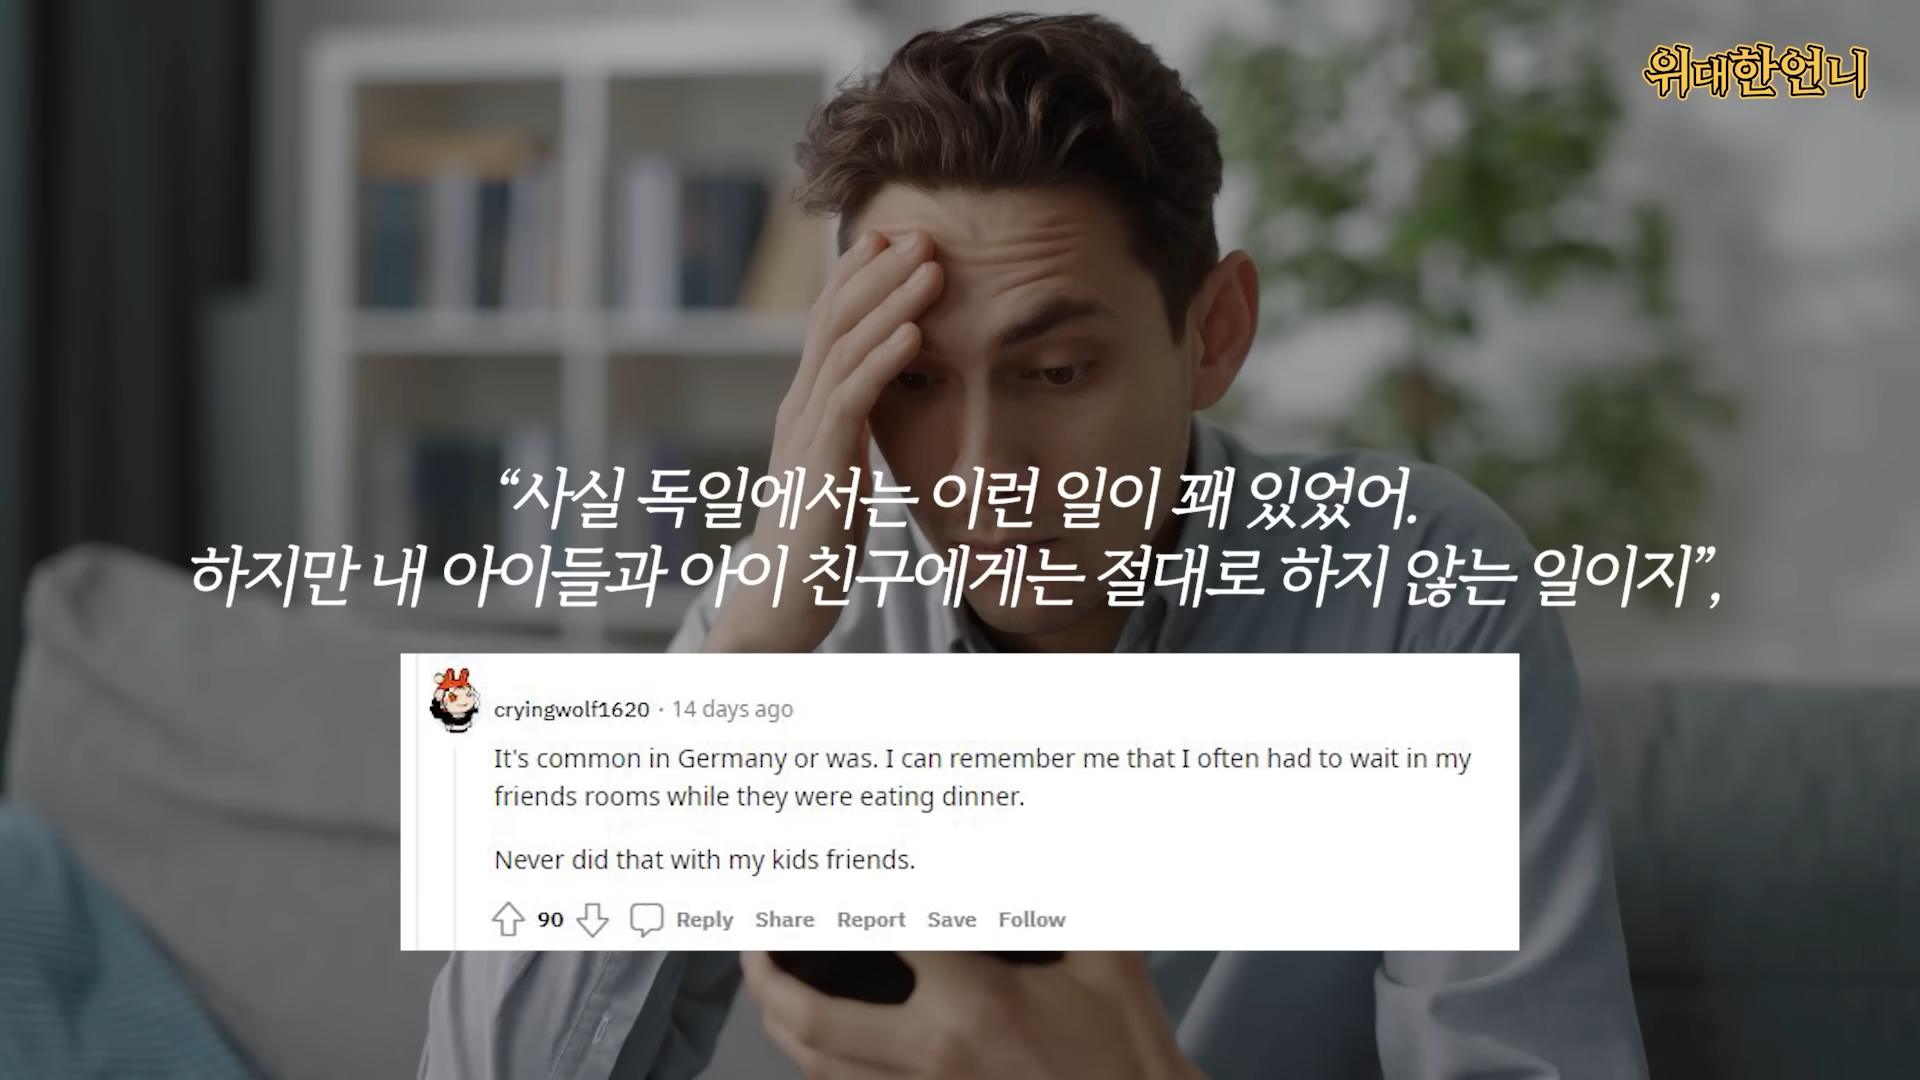 위대한언니
“사실 독일에서는 이런 일이 꽤 있었어.
하지만 내 아이들과 아이 친구에게는 절대로 하지 않는 일이지”,
cryingwolf1620 · 14 days ago
It's common in Germany or was. I can remember me that I often had to wait in my
friends rooms while they were eating dinner.
Never did that with my kids friends.
90 Reply Share Report Save Follow